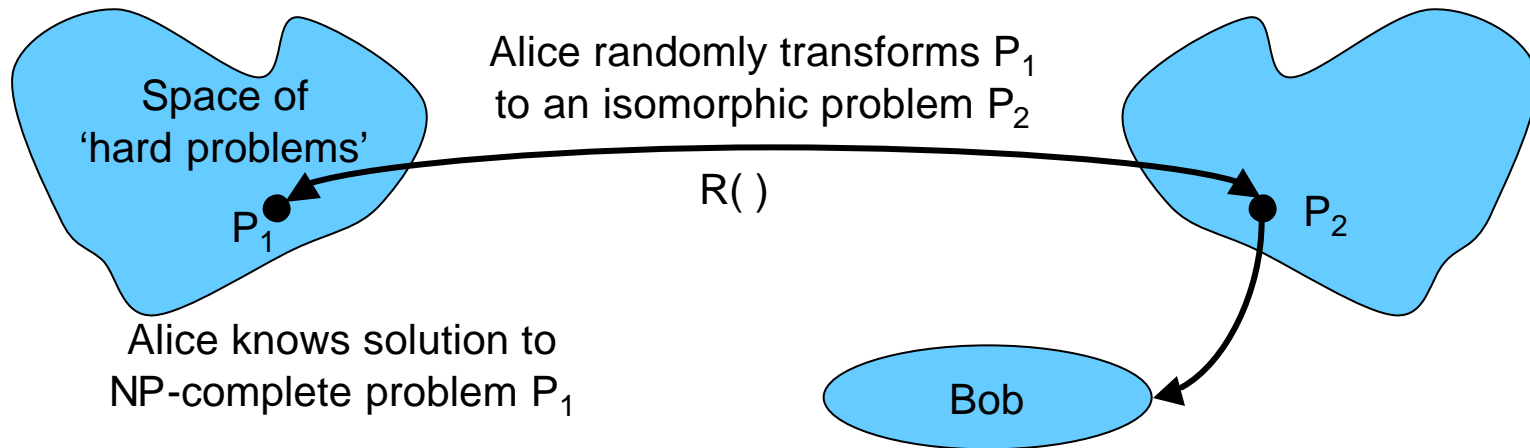 Space of
‘hard problems’
P₁
Alice randomly transforms P₁
to an isomorphic problem P₂
R( )
P₂
Alice knows solution to
NP-complete problem P₁
Bob